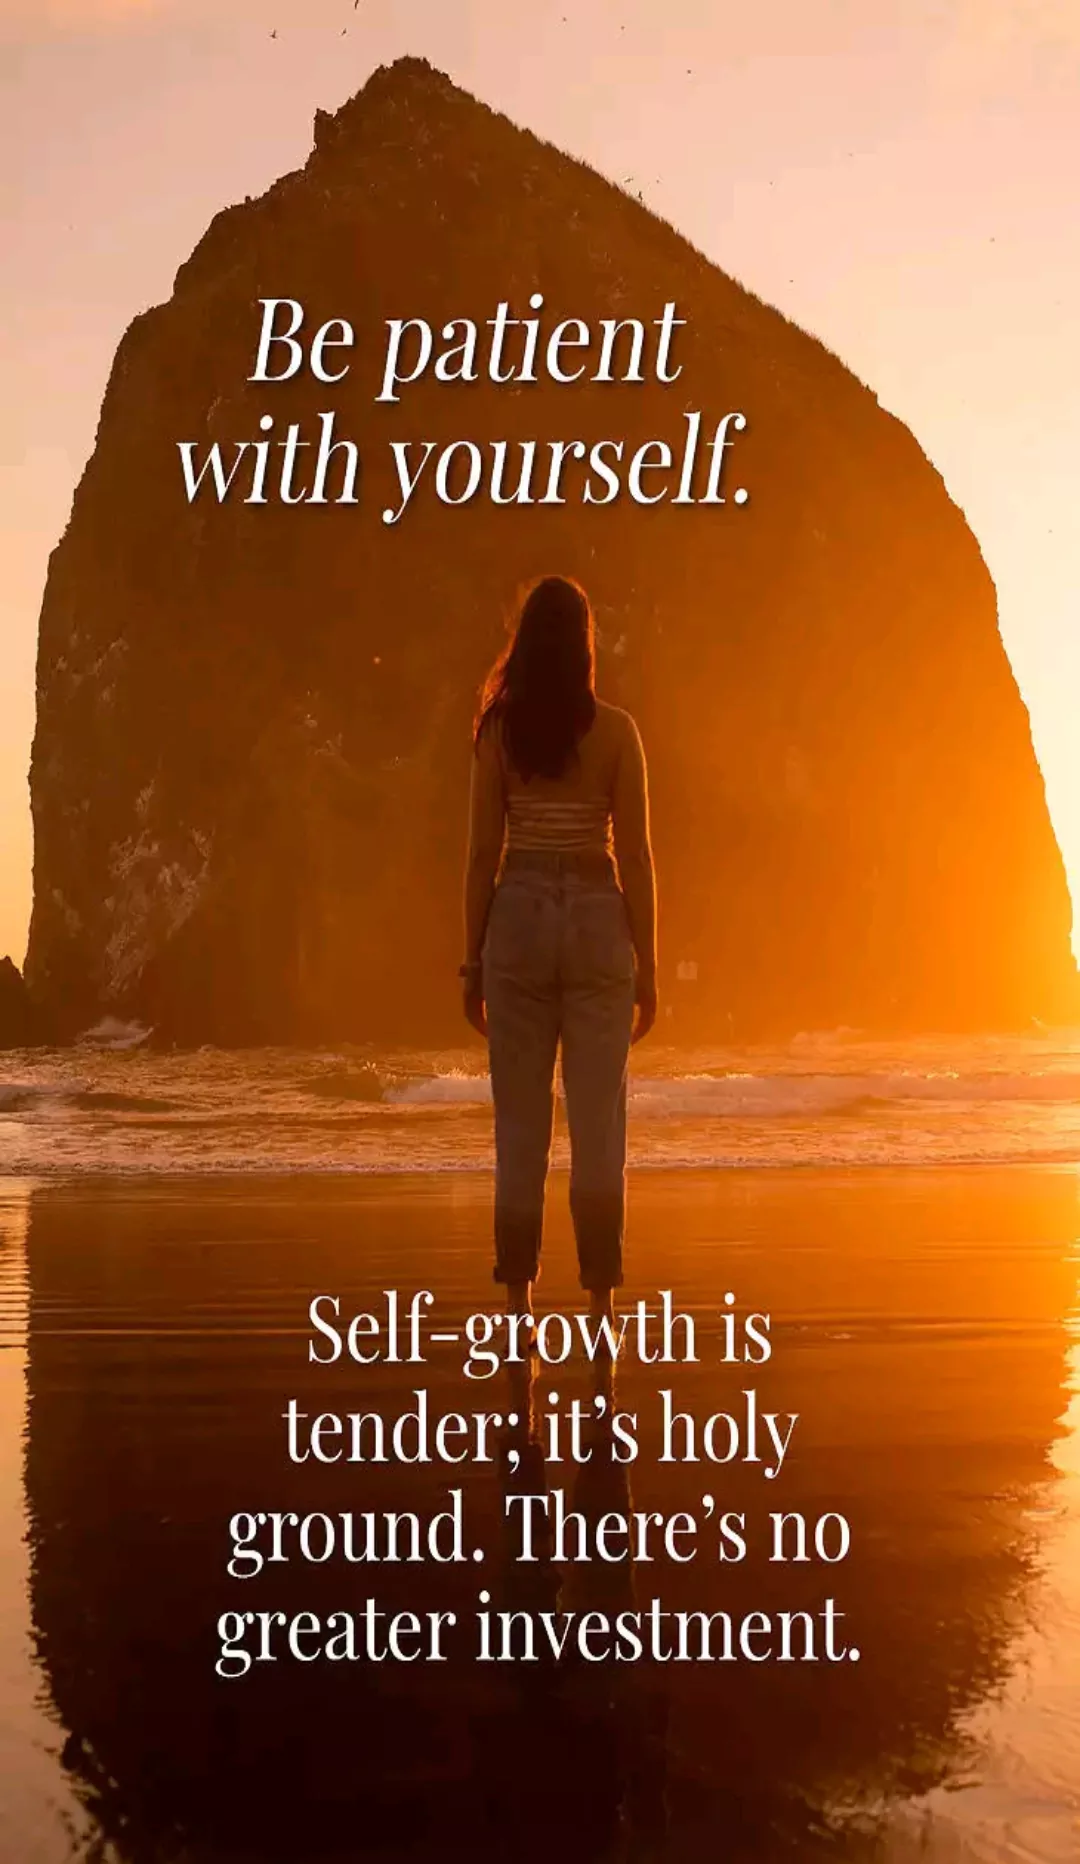 Be patient
with yourself.
Self-growth is
tender; it’s holy
ground. There’s no
greater investment.